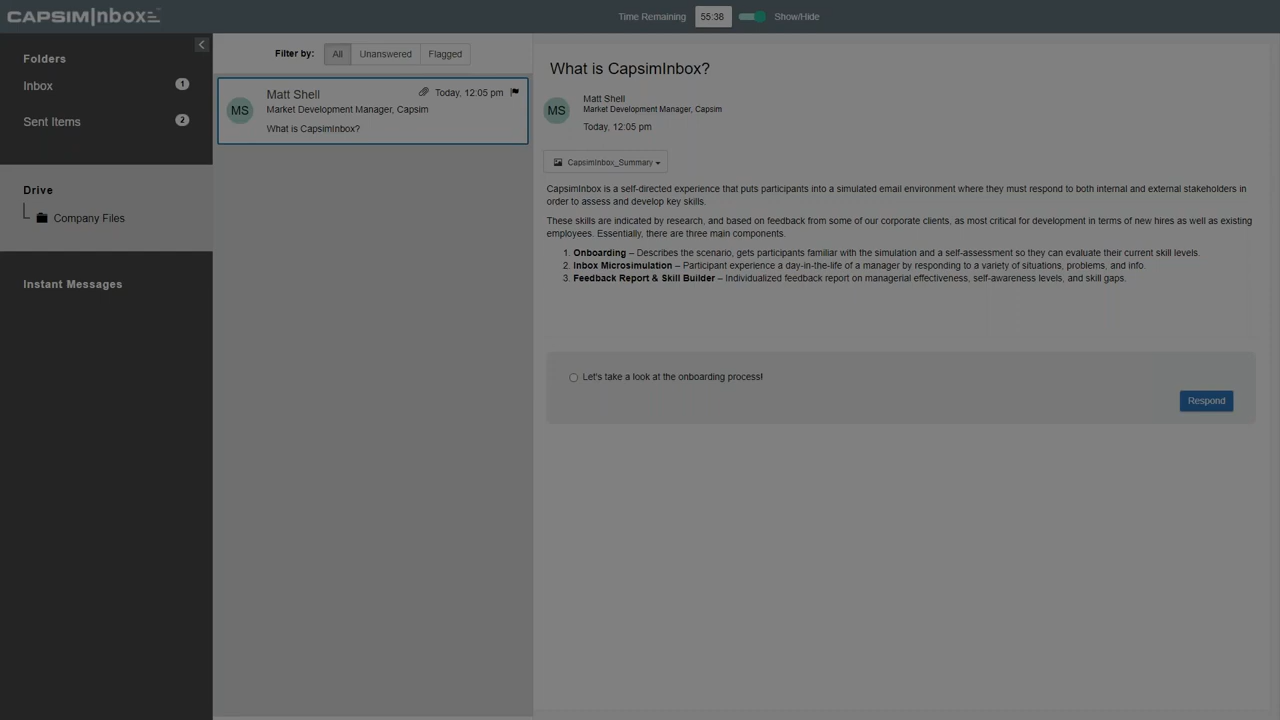 CAPSIM|nbox
Time Remaining 55:38 Show/Hide
Folders
Inbox 1
Sent Items 2
Drive
Company Files
Instant Messages
Filter by: All Unanswered Flagged
MS Matt Shell Today, 12:05 pm
Market Development Manager, Capsim
What is CapsimInbox?
What is CapsimInbox?
MS Matt Shell
Market Development Manager, Capsim
Today, 12:05 pm
CapsimInbox_Summary
CapsimInbox is a self-directed experience that puts participants into a simulated email environment where they must respond to both internal and external stakeholders in
order to assess and develop key skills.
These skills are indicated by research, and based on feedback from some of our corporate clients, as most critical for development in terms of new hires as well as existing
employees. Essentially, there are three main components.
1. Onboarding – Describes the scenario, gets participants familiar with the simulation and a self-assessment so they can evaluate their current skill levels.
2. Inbox Microsimulation – Participant experience a day-in-the-life of a manager by responding to a variety of situations, problems, and info.
3. Feedback Report & Skill Builder – Individualized feedback report on managerial effectiveness, self-awareness levels, and skill gaps.
Let's take a look at the onboarding process!
Respond